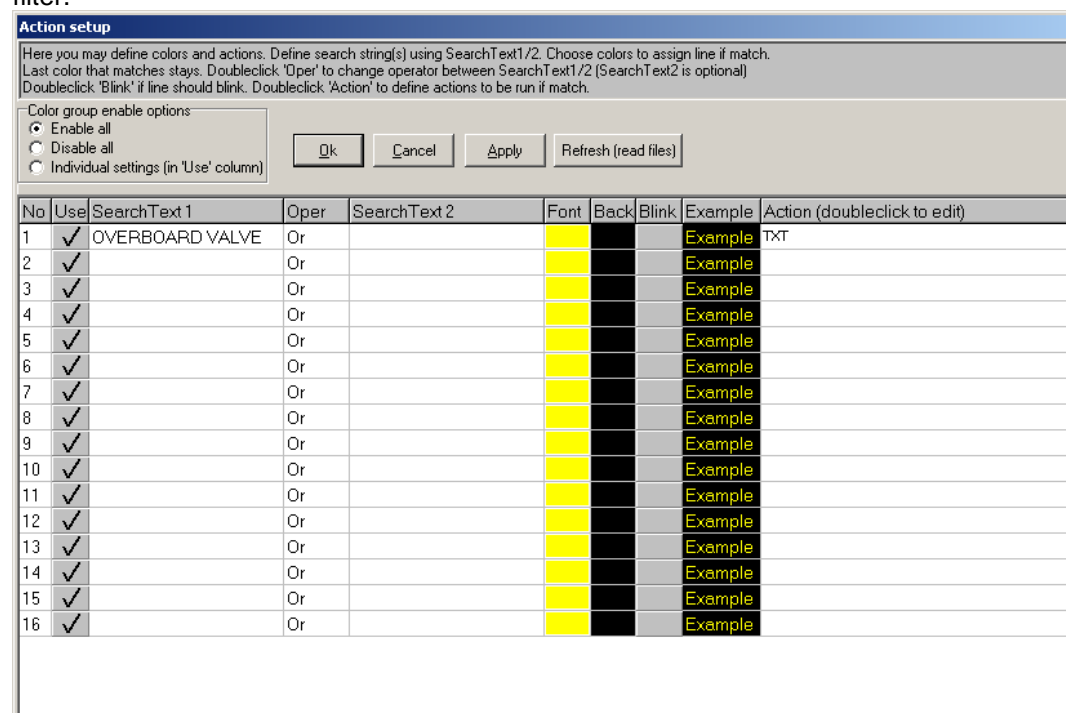 filter:
Action setup
Here you may define colors and actions. Define search string(s) using SearchText1/2. Choose colors to assign line if match.
Last color that matches stays. Doubleclick 'Oper' to change operator between SearchText1/2 (SearchText2 is optional)
Doubleclick 'Blink' if line should blink. Doubleclick 'Action' to define actions to be run if match.
Color group enable options
Enable all
Disable all
Individual settings (in 'Use' column)
Ok Cancel Apply Refresh (read files)
No Use SearchText 1 Oper SearchText 2 Font Back Blink Example Action (doubleclick to edit)
1 OVERBOARD VALVE Or Example TXT
2 Or Example
3 Or Example
4 Or Example
5 Or Example
6 Or Example
7 Or Example
8 Or Example
9 Or Example
10 Or Example
11 Or Example
12 Or Example
13 Or Example
14 Or Example
15 Or Example
16 Or Example